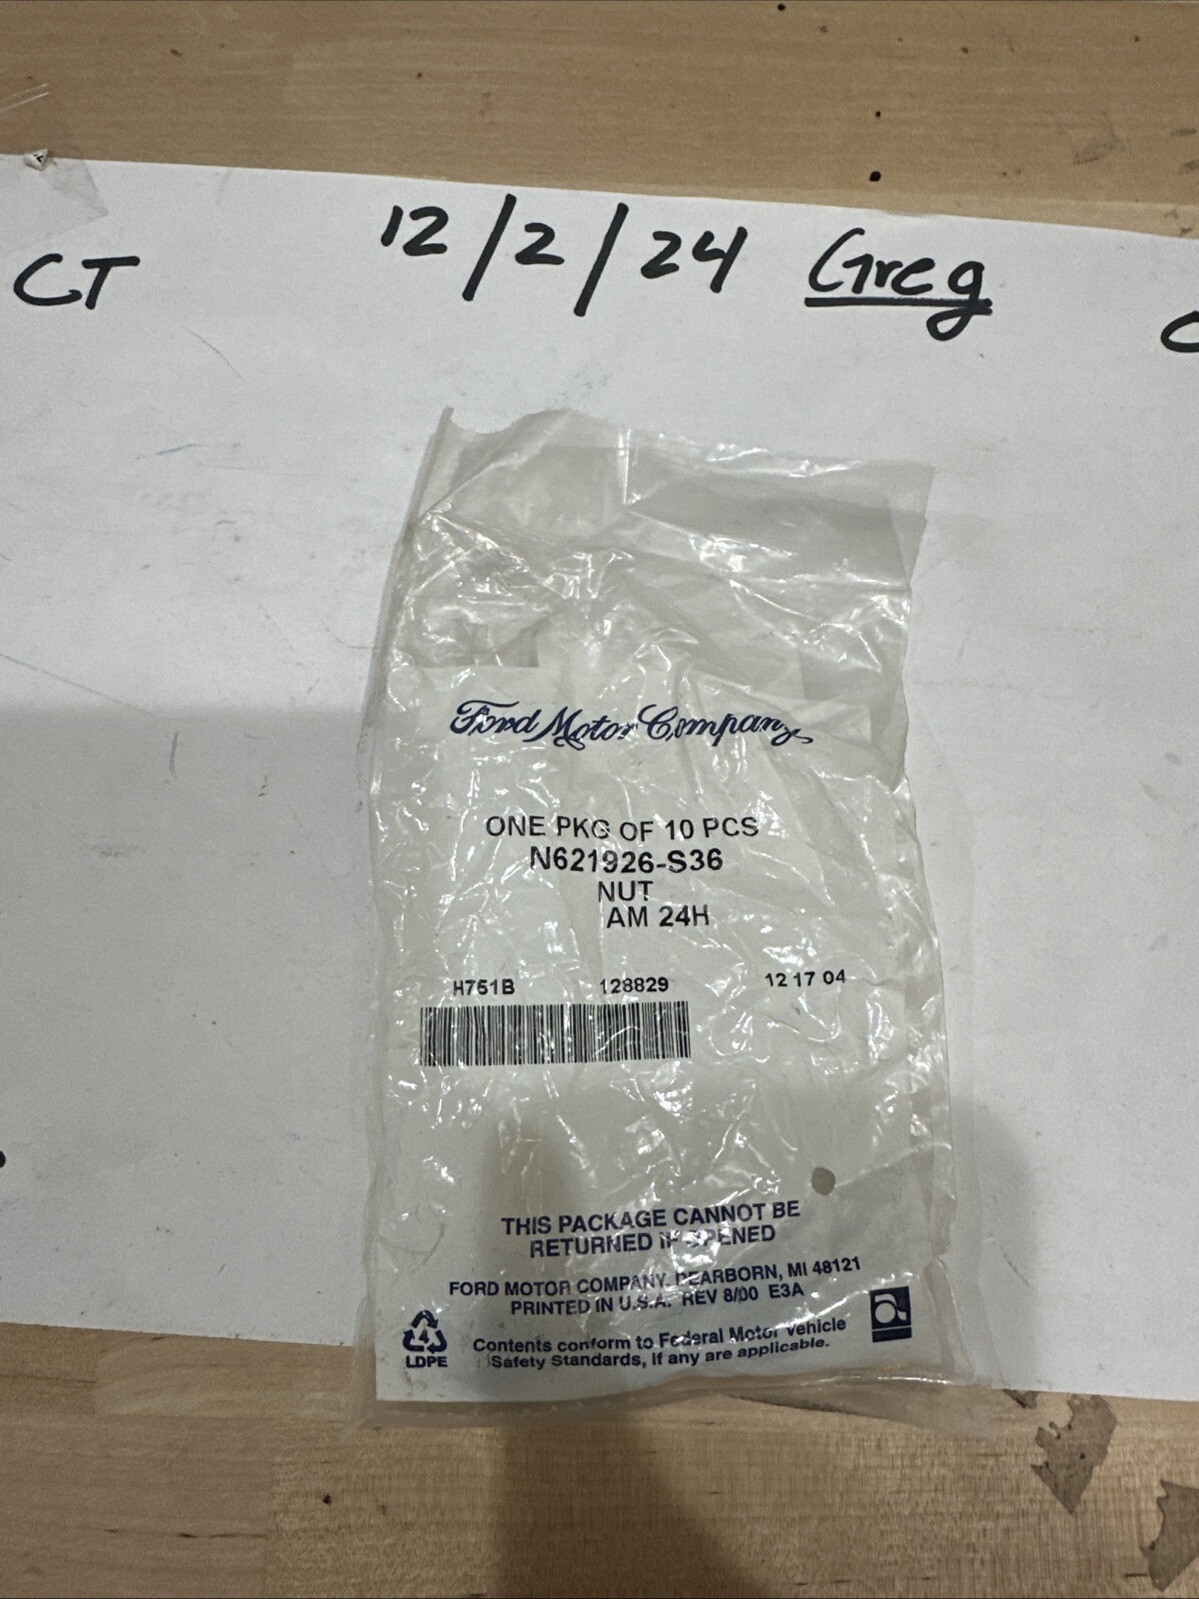 CT 12/2/24 Greg
Ford Motor Company
ONE PKG OF 10 PCS
N621926-S36
NUT
AM 24H
H751B 128829 12 17 04
THIS PACKAGE CANNOT BE
RETURNED IF OPENED
FORD MOTOR COMPANY. DEARBORN, MI 48121
PRINTED IN U.S.A. REV 8/00 E3A
4
LDPE
Contents conform to Federal Motor Vehicle
Safety Standards, if any are applicable.